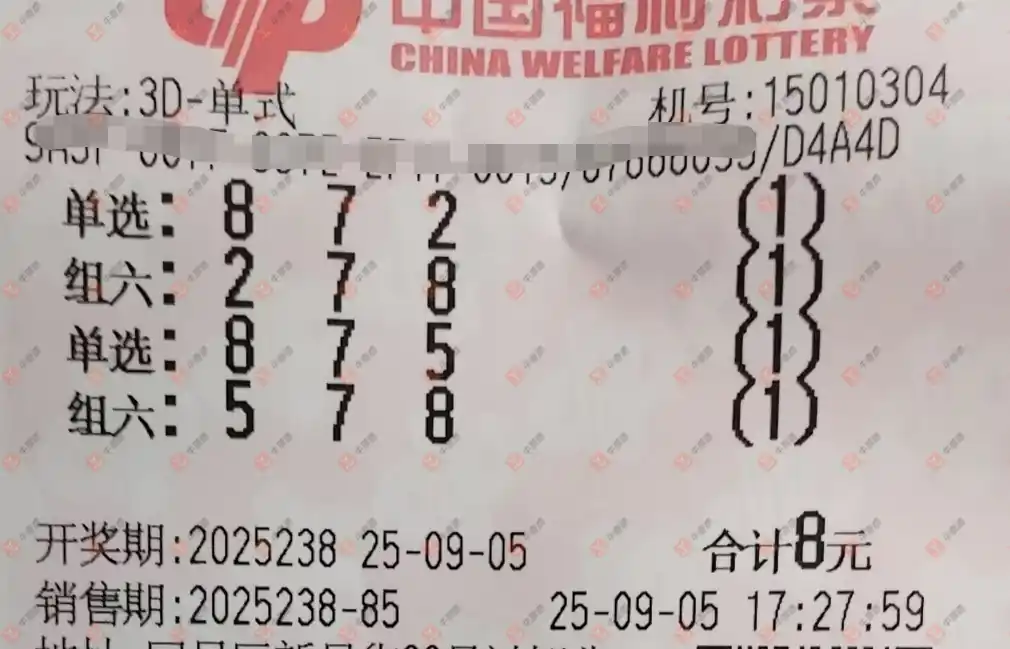 中国福利彩票
CHINA WELFARE LOTTERY
玩法:3D-单式 机号:15010304
/D4A4D
单选: 8 7 2 (1)
组六: 2 7 8 (1)
单选: 8 7 5 (1)
组六: 5 7 8 (1)
开奖期:2025238 25-09-05 合计8元
销售期:2025238-85 25-09-05 17:27:59